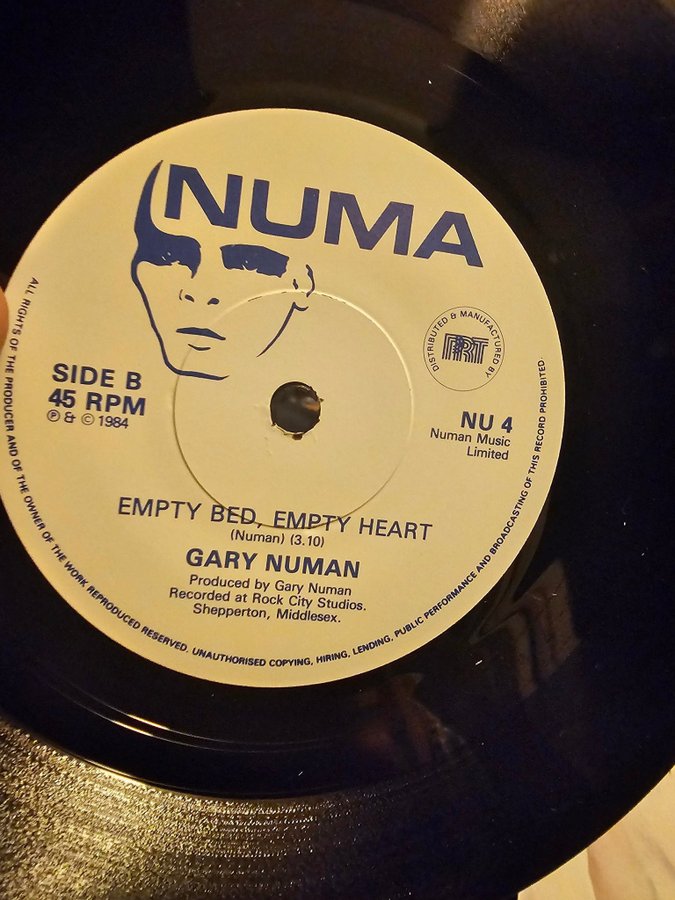 NUMA
DISTRIBUTED & MANUFACTURED BY
PRT
SIDE B
45 RPM
℗ & © 1984
NU 4
Numan Music
Limited
EMPTY BED, EMPTY HEART
(Numan) (3.10)
GARY NUMAN
Produced by Gary Numan
Recorded at Rock City Studios.
Shepperton, Middlesex.
ALL RIGHTS OF THE PRODUCER AND OF THE OWNER OF THE WORK REPRODUCED RESERVED. UNAUTHORISED COPYING, HIRING, LENDING, PUBLIC PERFORMANCE AND BROADCASTING OF THIS RECORD PROHIBITED.